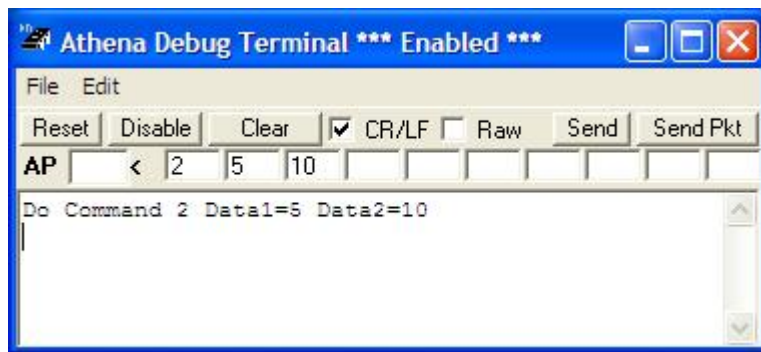 Athena Debug Terminal *** Enabled ***
File Edit
Reset Disable Clear CR/LF Raw Send Send Pkt
AP < 2 5 10
Do Command 2 Data1=5 Data2=10